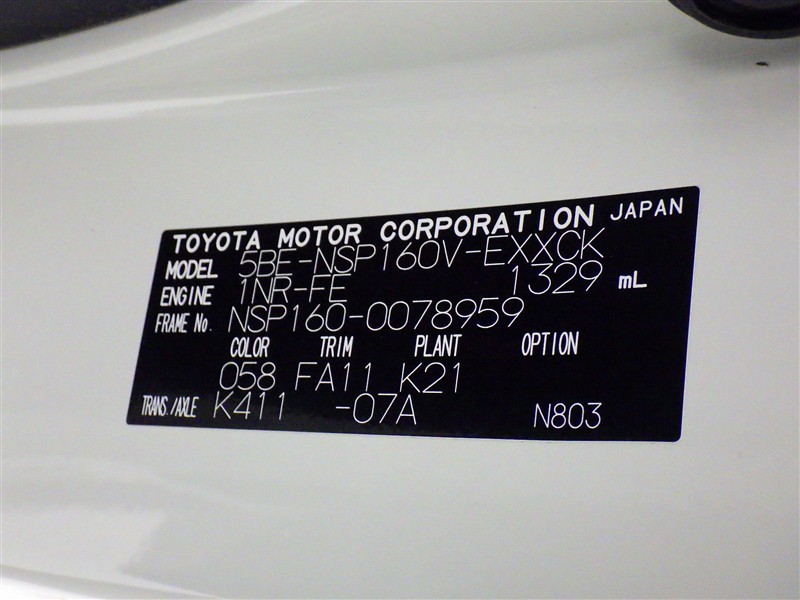 TOYOTA MOTOR CORPORATION JAPAN
MODEL 5BE-NSP160V-EXXCK
ENGINE 1NR-FE 1329 mL
FRAME No. NSP160-0078959
COLOR TRIM PLANT OPTION
058 FA11 K21
TRANS./AXLE K411 -07A N803